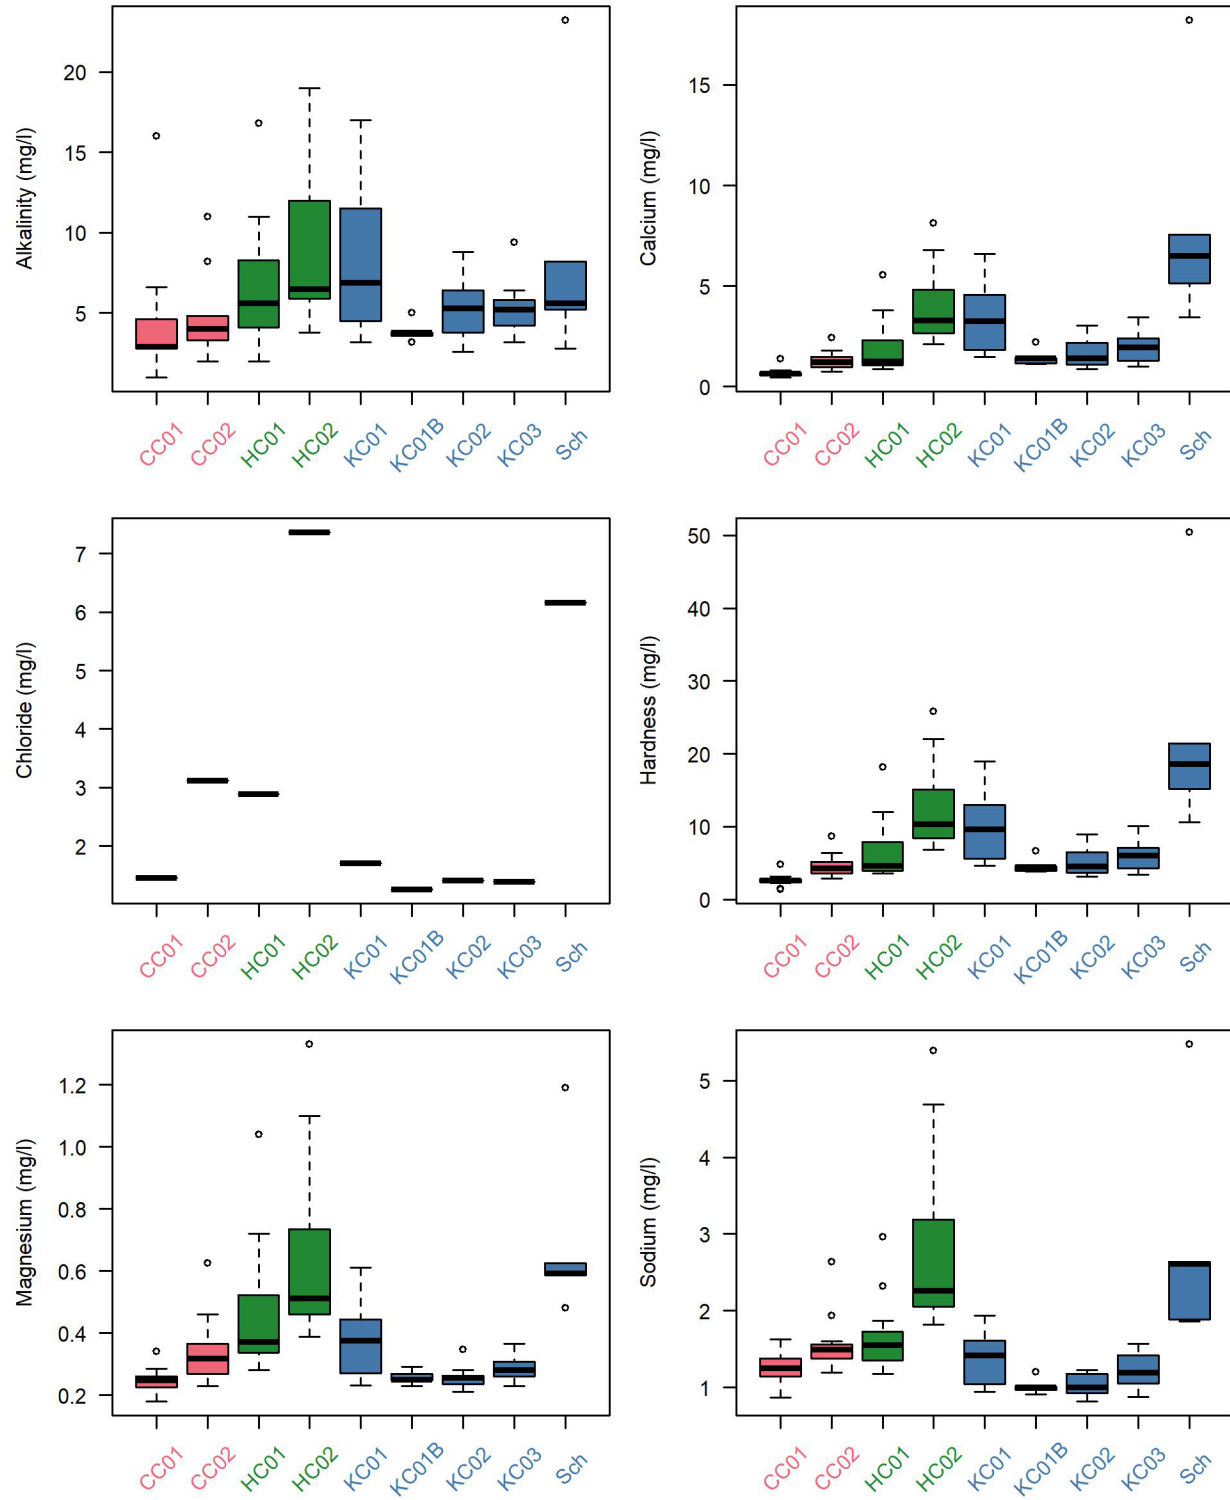 Alkalinity (mg/l)
20
15
10
5
CC01 CC02 HC01 HC02 KC01 KC01B KC02 KC03 Sch
Calcium (mg/l)
15
10
5
0
CC01 CC02 HC01 HC02 KC01 KC01B KC02 KC03 Sch
Chloride (mg/l)
7
6
5
4
3
2
CC01 CC02 HC01 HC02 KC01 KC01B KC02 KC03 Sch
Hardness (mg/l)
50
40
30
20
10
0
CC01 CC02 HC01 HC02 KC01 KC01B KC02 KC03 Sch
Magnesium (mg/l)
1.2
1.0
0.8
0.6
0.4
0.2
CC01 CC02 HC01 HC02 KC01 KC01B KC02 KC03 Sch
Sodium (mg/l)
5
4
3
2
1
CC01 CC02 HC01 HC02 KC01 KC01B KC02 KC03 Sch